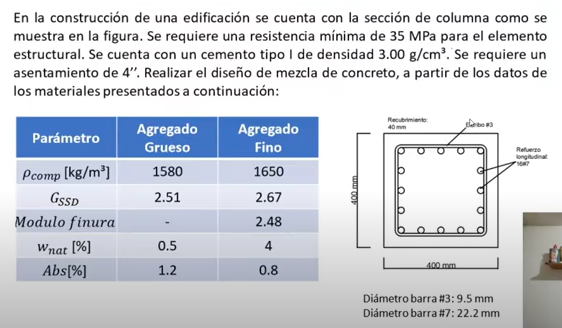 En la construcción de una edificación se cuenta con la sección de columna como se
muestra en la figura. Se requiere una resistencia mínima de 35 MPa para el elemento
estructural. Se cuenta con un cemento tipo I de densidad 3.00 g/cm³. Se requiere un
asentamiento de 4’’. Realizar el diseño de mezcla de concreto, a partir de los datos de
los materiales presentados a continuación:
Parámetro Agregado Grueso Agregado Fino
ρcomp [kg/m³] 1580 1650
GSSD 2.51 2.67
Modulo finura - 2.48
wnat [%] 0.5 4
Abs[%] 1.2 0.8
Recubrimiento:
40 mm
Estribo #3
Refuerzo
longitudinal:
16#7
400 mm
400 mm
Diámetro barra #3: 9.5 mm
Diámetro barra #7: 22.2 mm